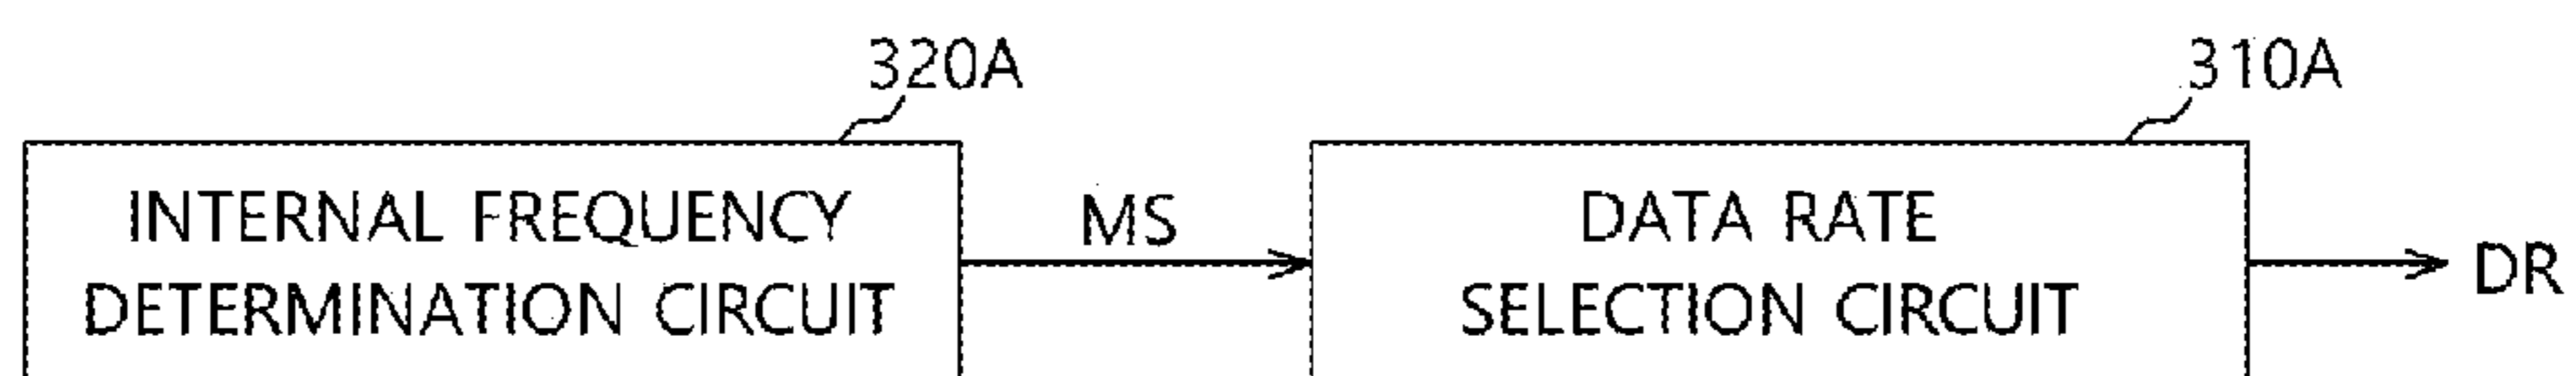 320A
310A
INTERNAL FREQUENCY
DETERMINATION CIRCUIT
MS
DATA RATE
SELECTION CIRCUIT
DR